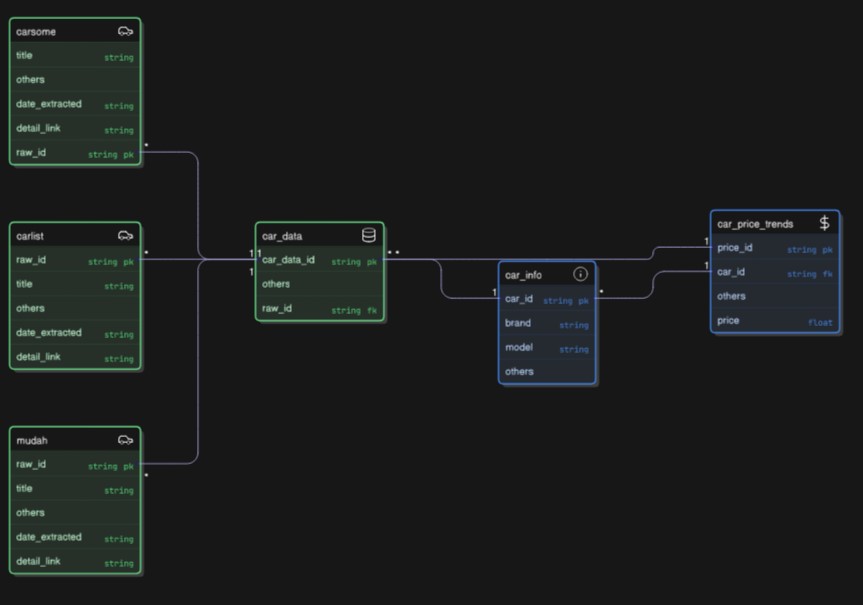 carsome
title string
others
date_extracted string
detail_link string
raw_id string pk
*
carlist
raw_id string pk
*
title string
others
date_extracted string
detail_link string
mudah
raw_id string pk
*
title string
others
date_extracted string
detail_link string
car_data
1 1
car_data_id string pk
* *
1
others
raw_id string fk
car_info
1
car_id string pk
*
brand string
model string
others
car_price_trends $
1
price_id string pk
1
car_id string fk
others
price float